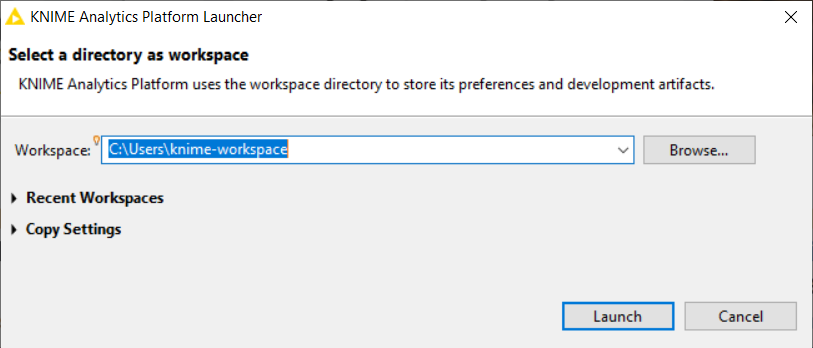 KNIME Analytics Platform Launcher
Select a directory as workspace
KNIME Analytics Platform uses the workspace directory to store its preferences and development artifacts.
Workspace: C:\Users\knime-workspace Browse...
Recent Workspaces
Copy Settings
Launch Cancel